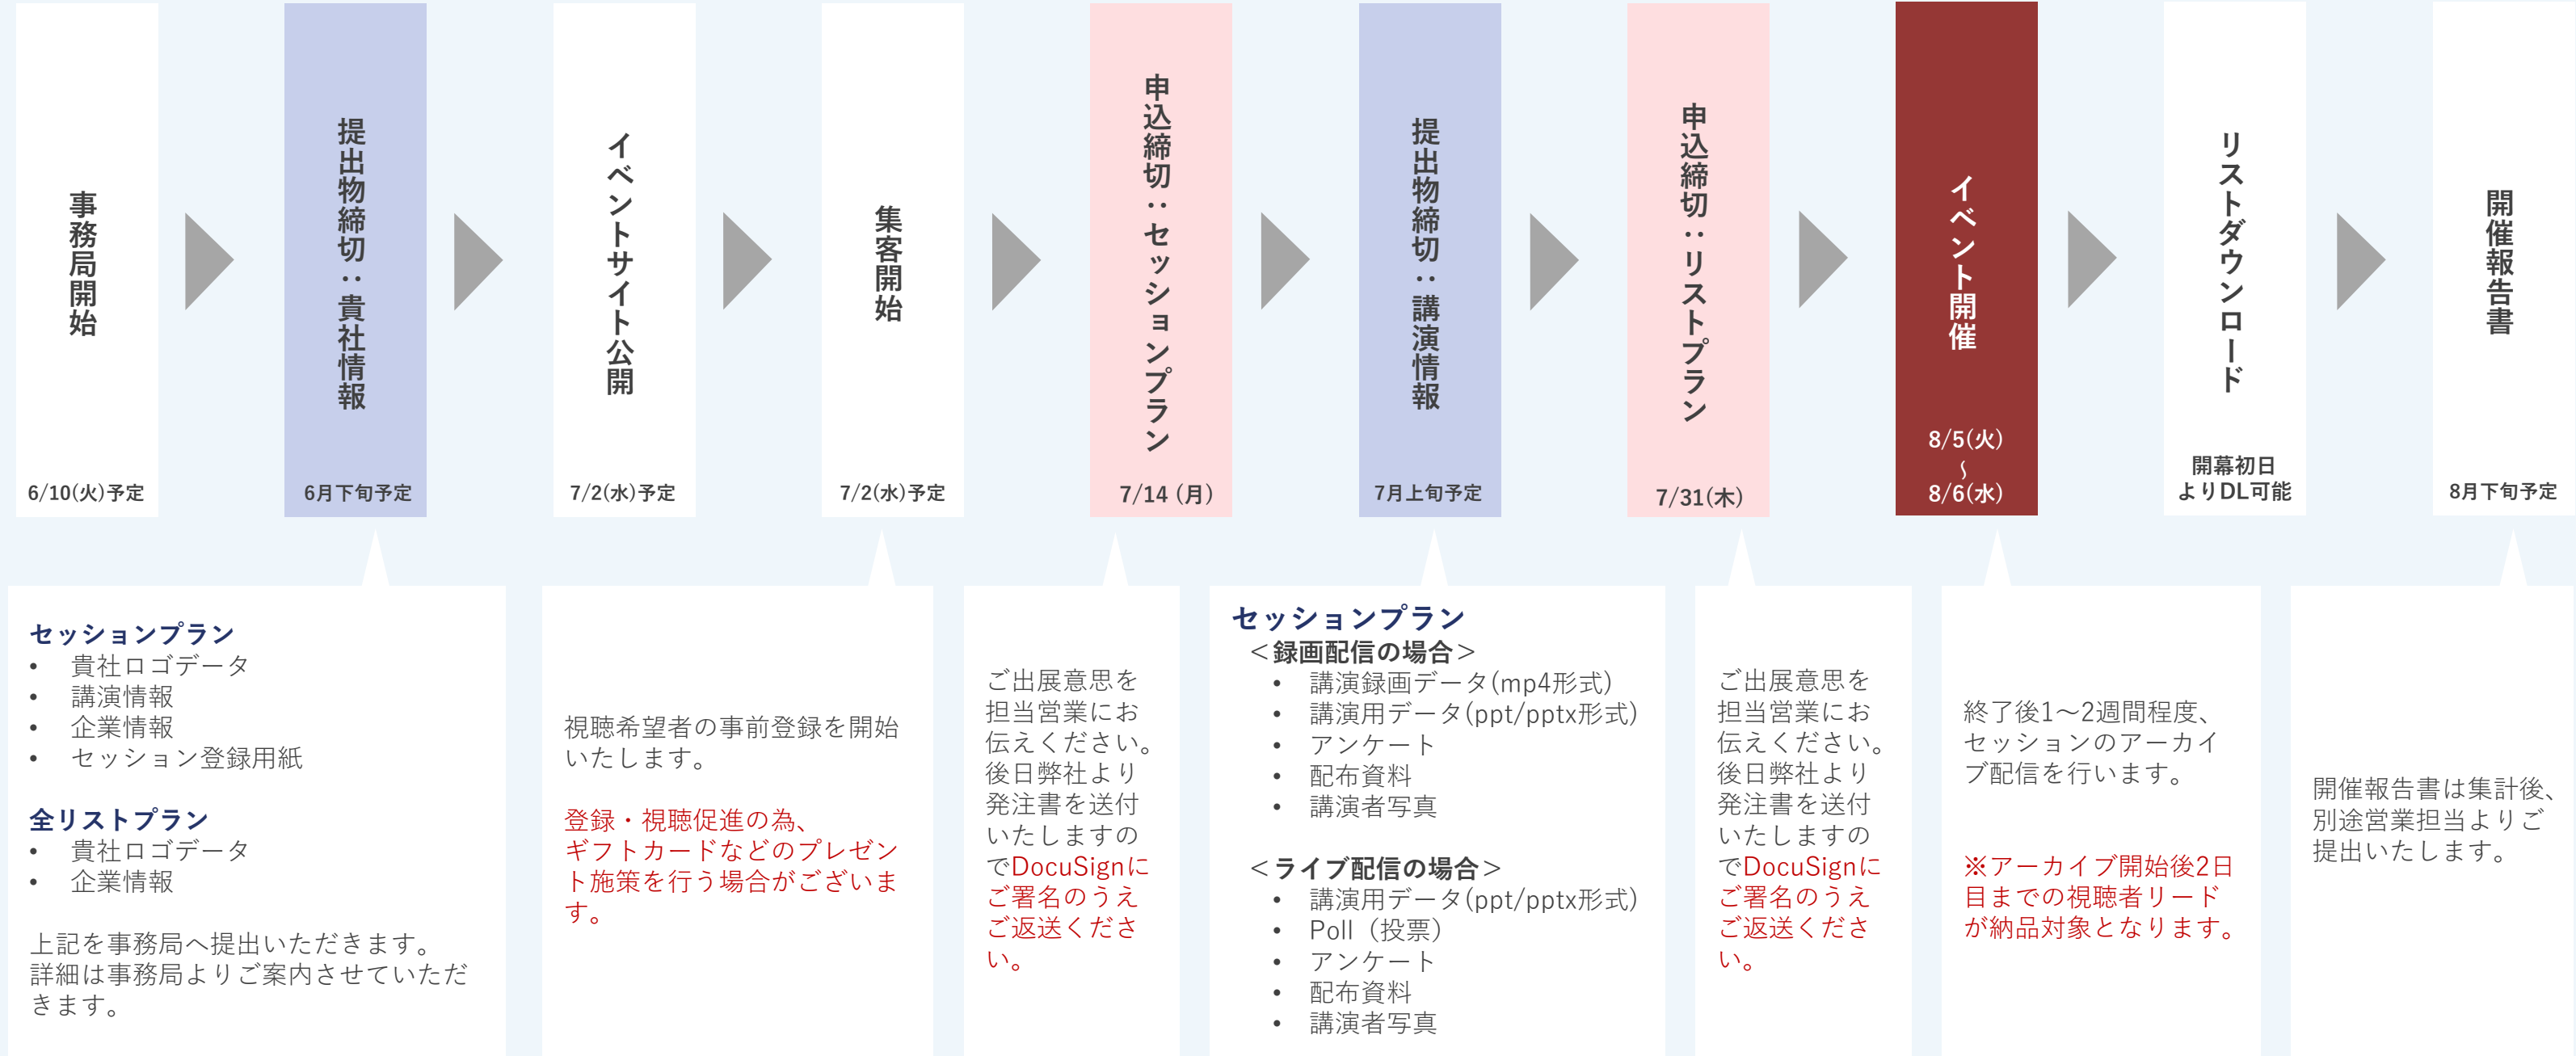 事務局開始
6/10(火)予定
提出物締切：貴社情報
6月下旬予定
イベントサイト公開
7/2(水)予定
集客開始
7/2(水)予定
申込締切：セッションプラン
7/14 (月)
提出物締切：講演情報
7月上旬予定
申込締切：リストプラン
7/31(木)
イベント開催
8/5(火)
～
8/6(水)
リストダウンロード
開幕初日
よりDL可能
開催報告書
8月下旬予定
セッションプラン
• 貴社ロゴデータ
• 講演情報
• 企業情報
• セッション登録用紙
全リストプラン
• 貴社ロゴデータ
• 企業情報
上記を事務局へ提出いただきます。
詳細は事務局よりご案内させていただ
きます。
視聴希望者の事前登録を開始
いたします。
登録・視聴促進の為、
ギフトカードなどのプレゼン
ト施策を行う場合がございま
す。
ご出展意思を
担当営業にお
伝えください。
後日弊社より
発注書を送付
いたしますの
でDocuSignに
ご署名のうえ
ご返送くださ
い。
セッションプラン
＜録画配信の場合＞
• 講演録画データ(mp4形式)
• 講演用データ(ppt/pptx形式)
• アンケート
• 配布資料
• 講演者写真
＜ライブ配信の場合＞
• 講演用データ(ppt/pptx形式)
• Poll（投票）
• アンケート
• 配布資料
• 講演者写真
ご出展意思を
担当営業にお
伝えください。
後日弊社より
発注書を送付
いたしますの
でDocuSignに
ご署名のうえ
ご返送くださ
い。
終了後1～2週間程度、
セッションのアーカイ
ブ配信を行います。
※アーカイブ開始後2日
目までの視聴者リード
が納品対象となります。
開催報告書は集計後、
別途営業担当よりご
提出いたします。